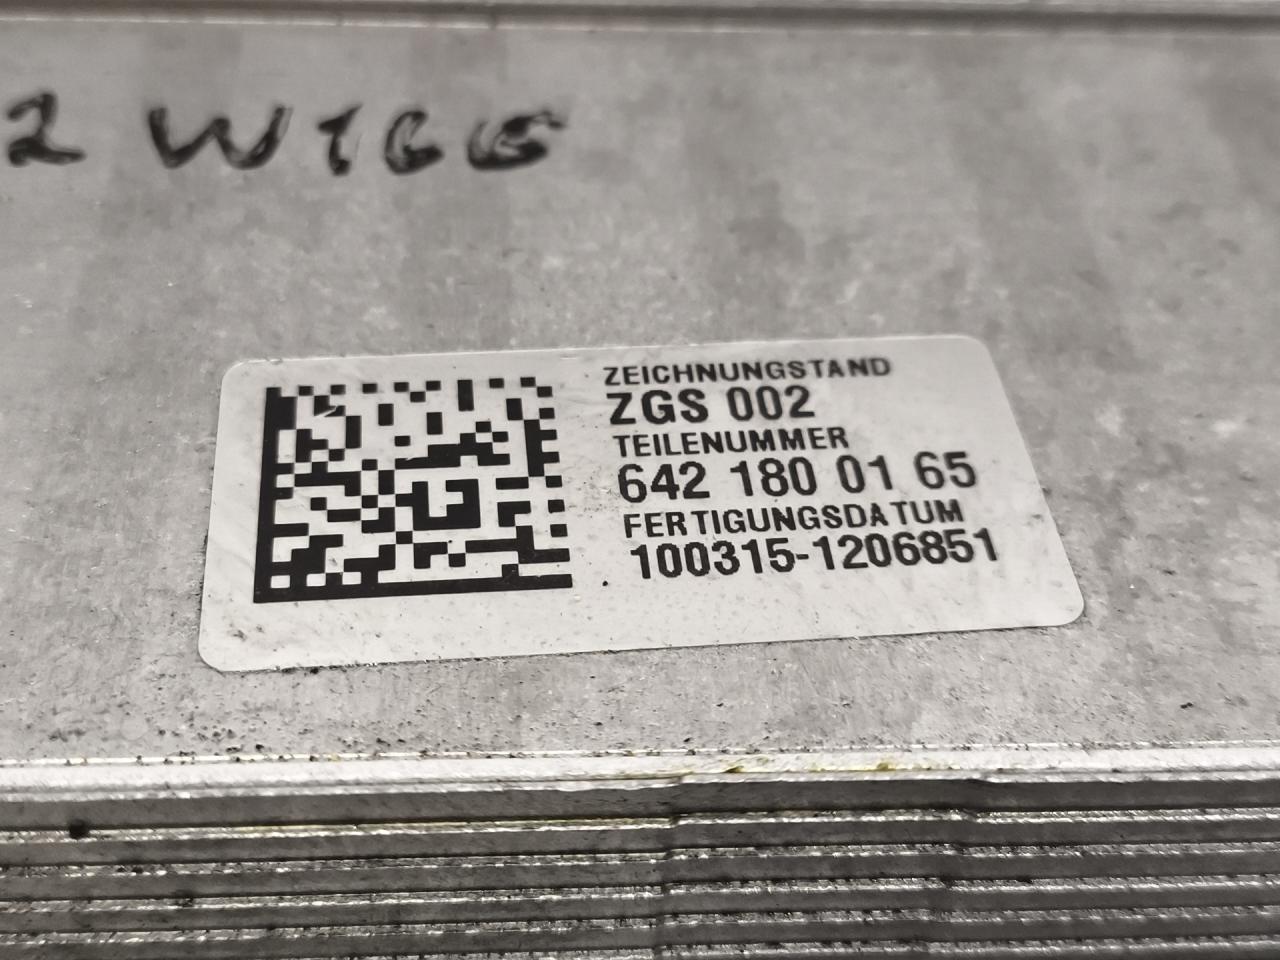 2 W166
ZEICHNUNGSTAND
ZGS 002
TEILENUMMER
642 180 01 65
FERTIGUNGSDATUM
100315-1206851